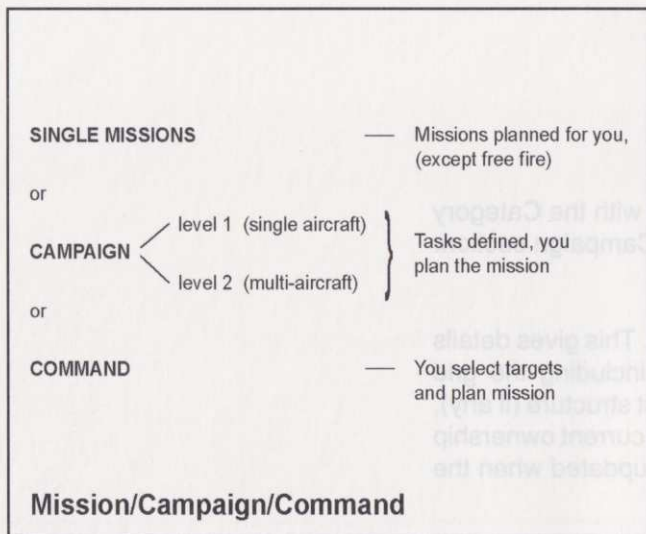 SINGLE MISSIONS — Missions planned for you,
(except free fire)
or
level 1 (single aircraft)
CAMPAIGN
Tasks defined, you
plan the mission
level 2 (multi-aircraft)
or
COMMAND — You select targets
and plan mission
Mission/Campaign/Command